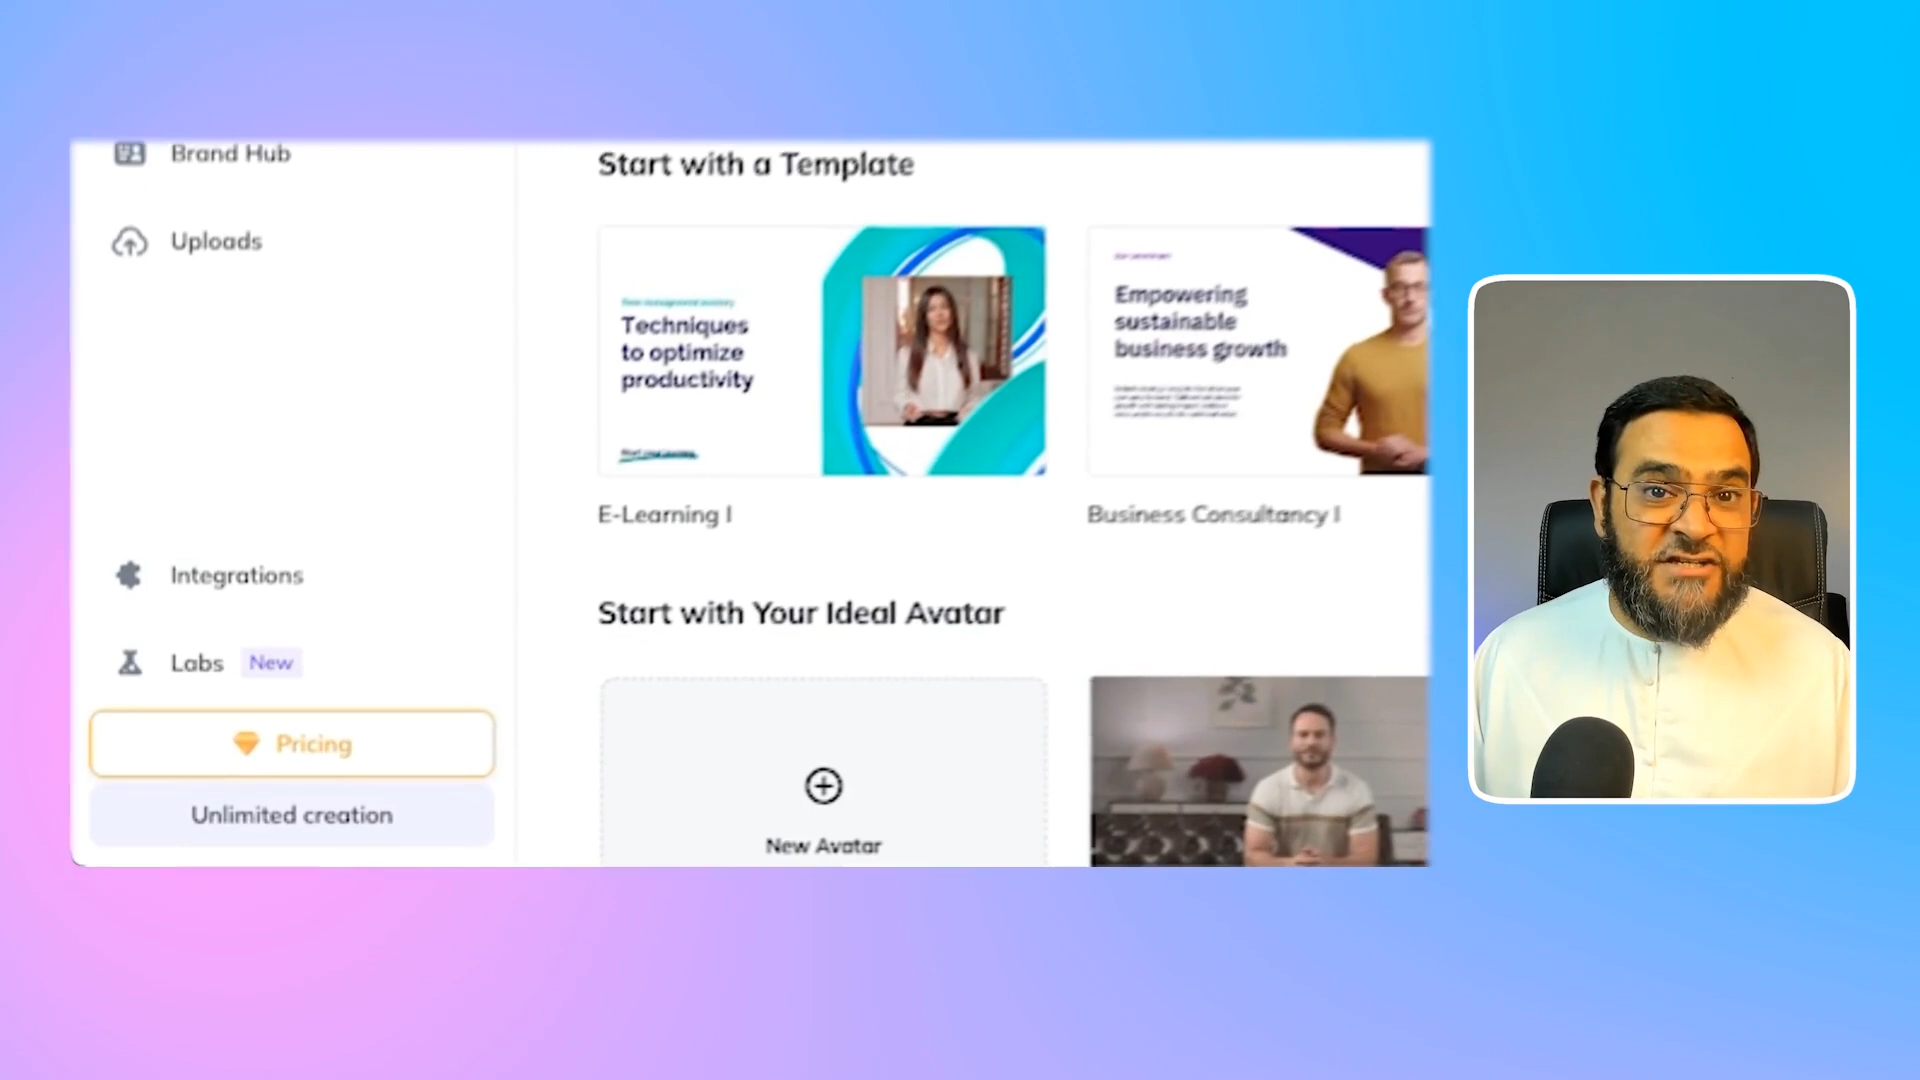 Brand Hub
Uploads
Integrations
Labs New
Pricing
Unlimited creation
Start with a Template
Techniques
to optimize
productivity
E-Learning I
Empowering
sustainable
business growth
Business Consultancy I
Start with Your Ideal Avatar
New Avatar